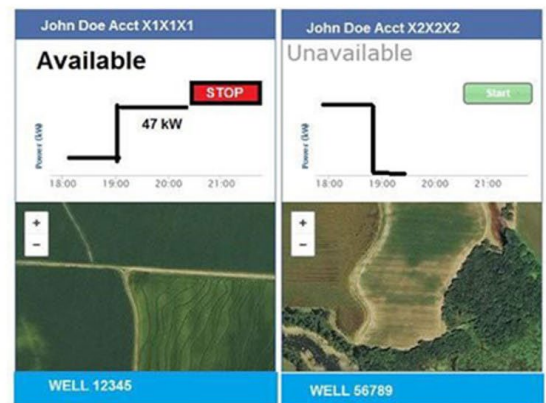 John Doe Acct X1X1X1
Available
STOP
47 kW
Power (kW)
18:00 19:00 20:00 21:00
+
−
WELL 12345
John Doe Acct X2X2X2
Unavailable
Start
Power (kW)
18:00 19:00 20:00 21:00
+
−
WELL 56789